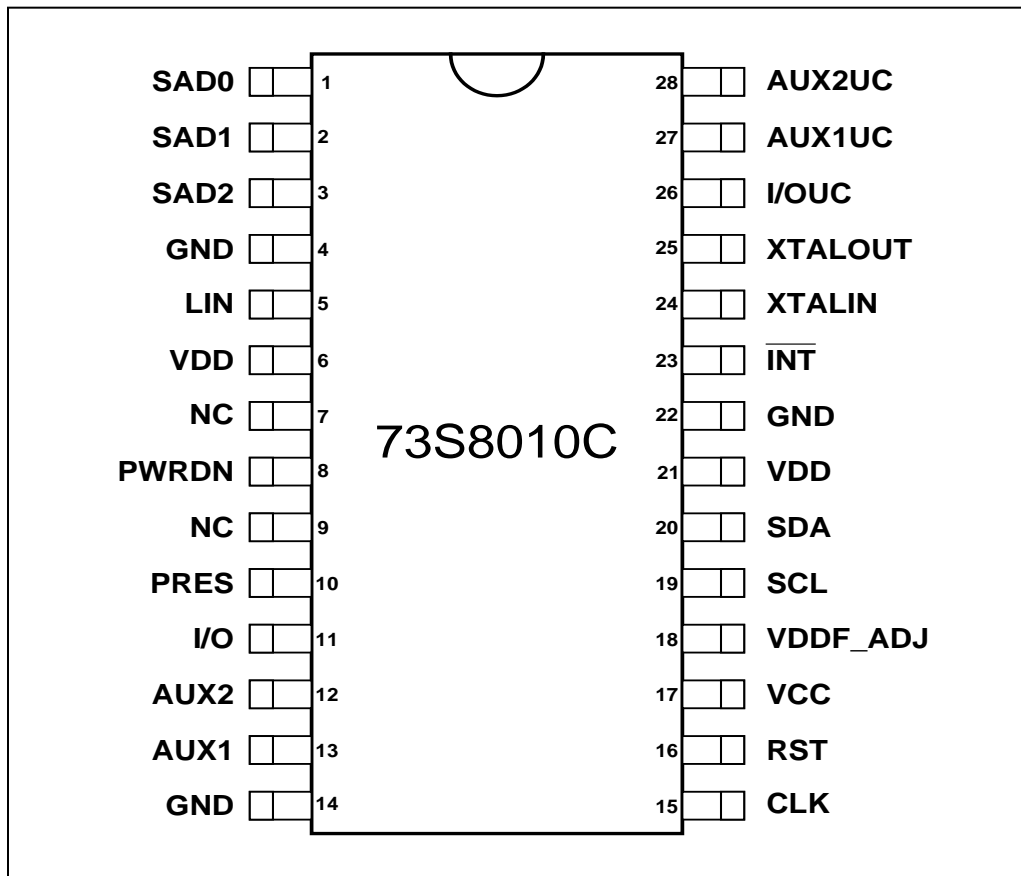 SAD0 1 28 AUX2UC
SAD1 2 27 AUX1UC
SAD2 3 26 I/OUC
GND 4 25 XTALOUT
LIN 5 24 XTALIN
VDD 6 23 INT
NC 7 22 GND
73S8010C
PWRDN 8 21 VDD
NC 9 20 SDA
PRES 10 19 SCL
I/O 11 18 VDDF_ADJ
AUX2 12 17 VCC
AUX1 13 16 RST
GND 14 15 CLK